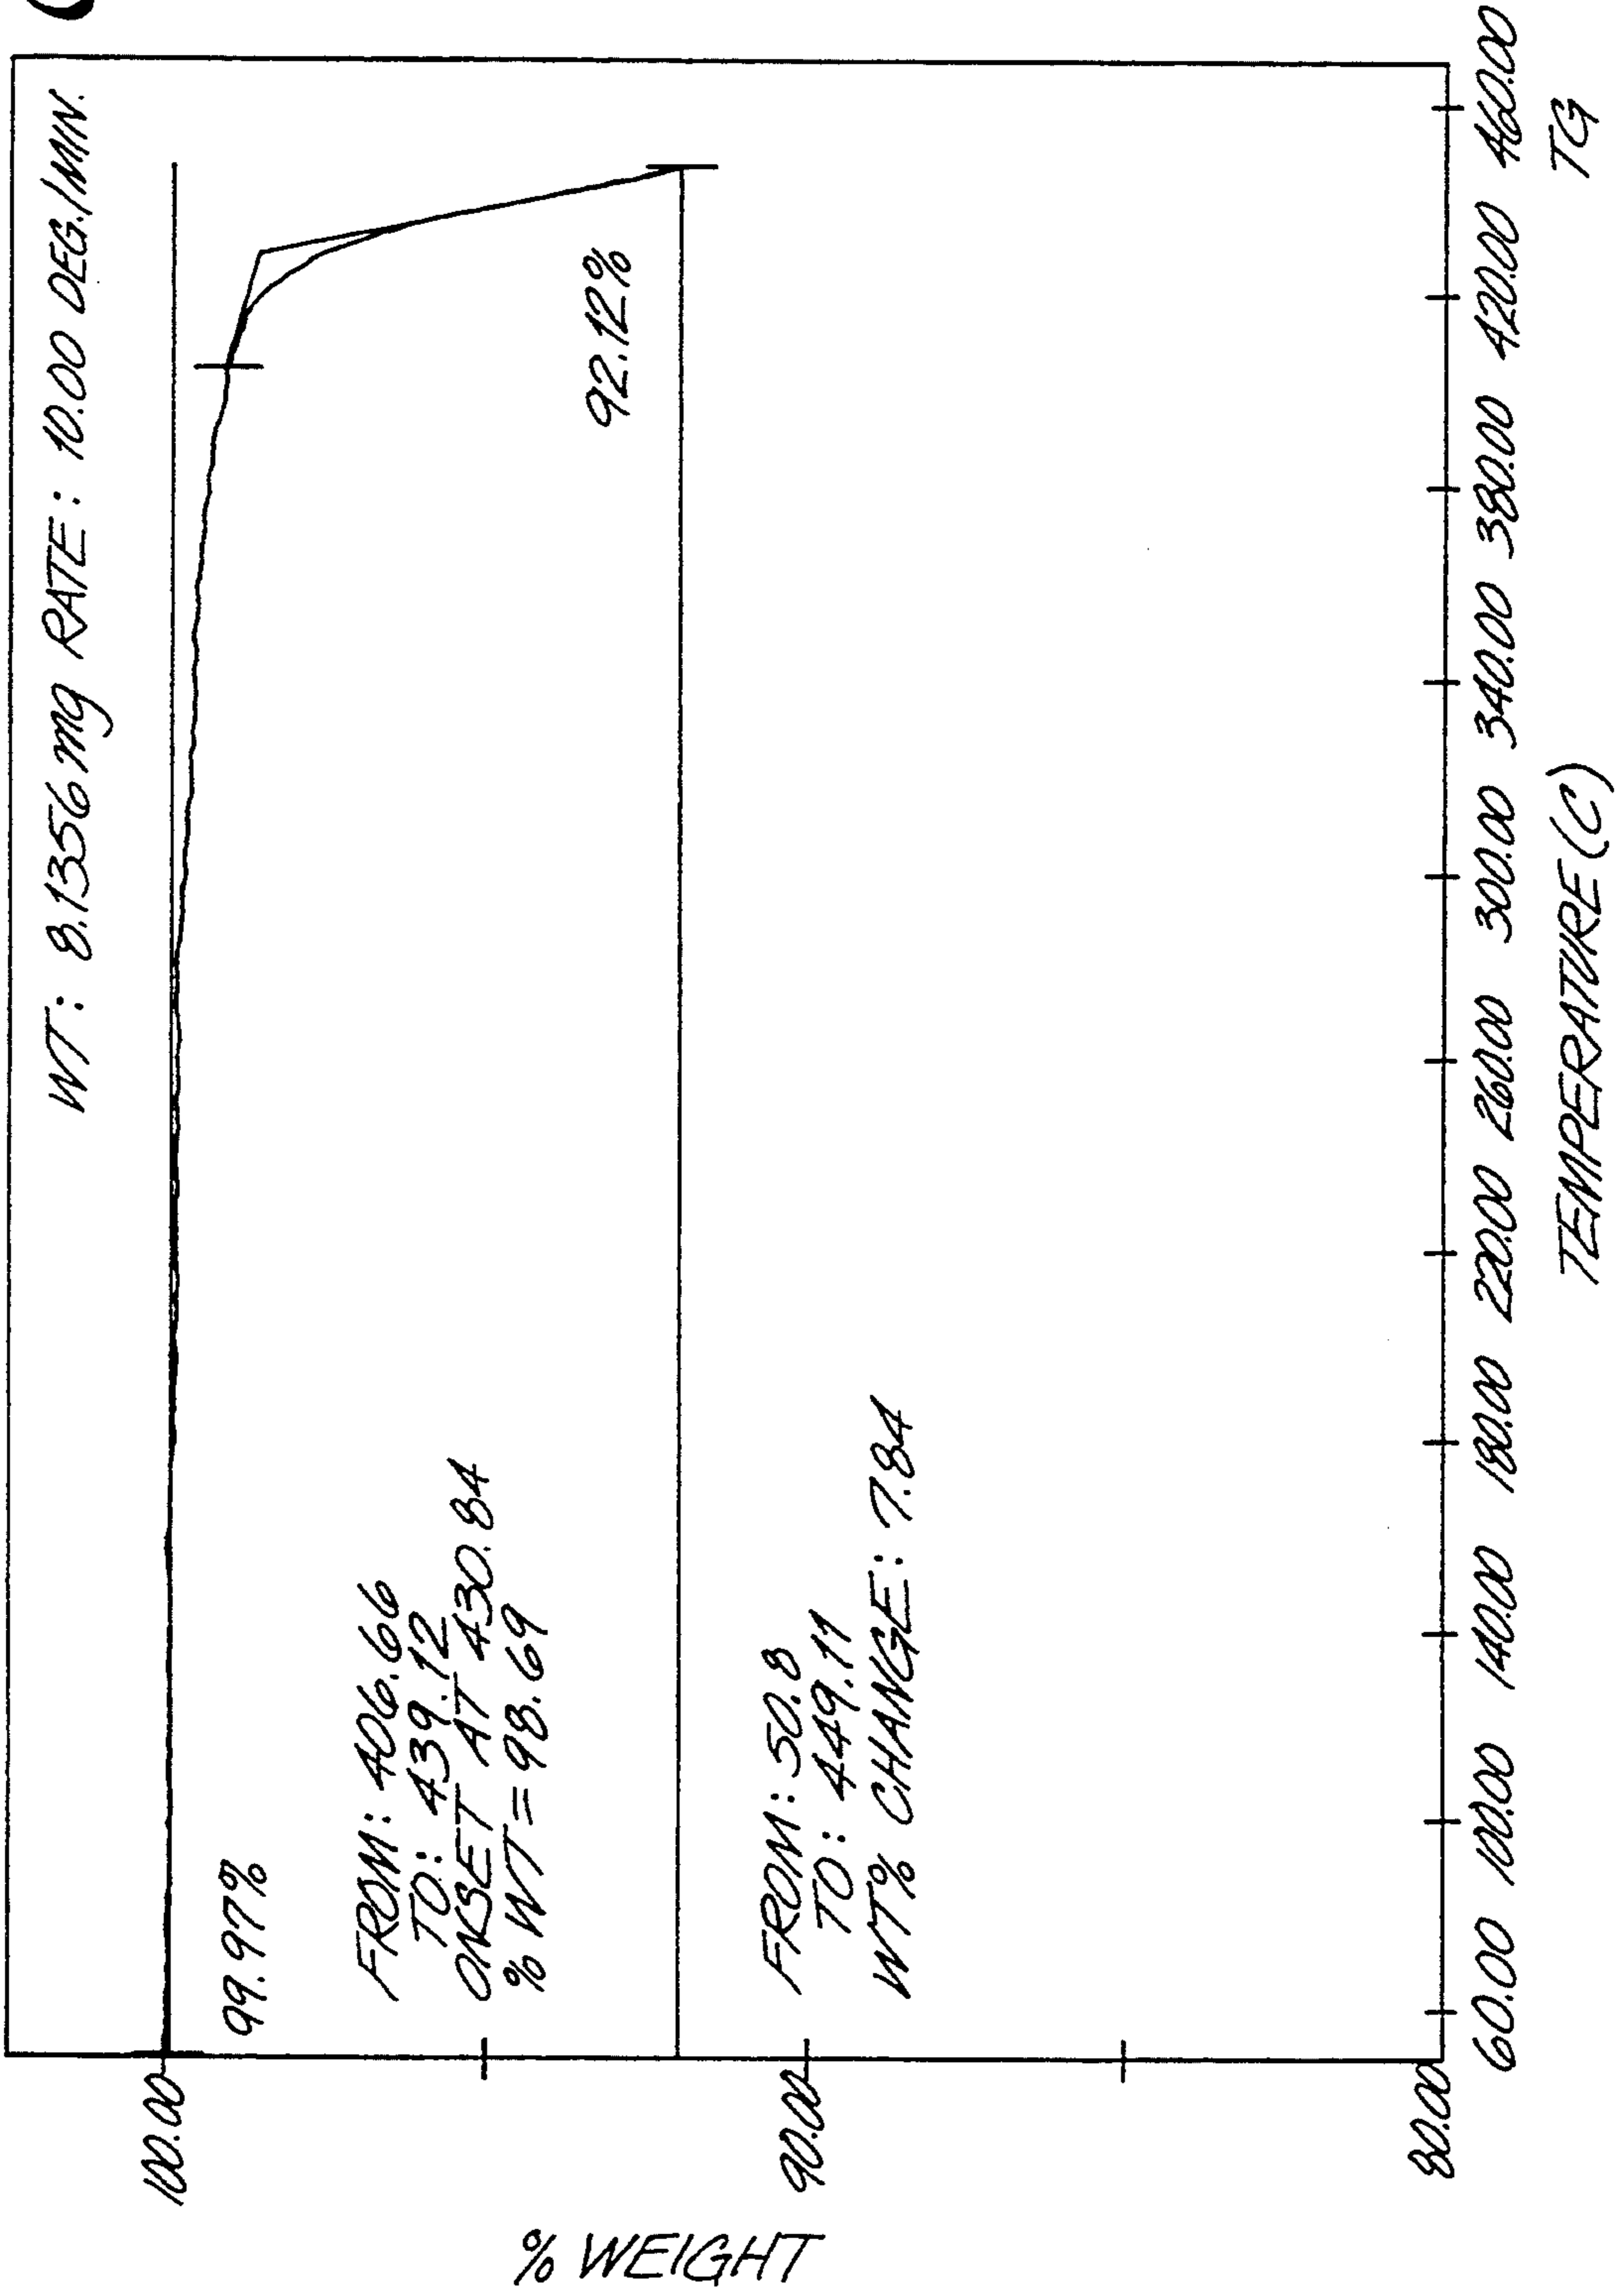 WT: 8.1356 mg RATE: 10.00 DEG./MIN.
100.00
99.97%
FROM: 406.66
TO: 439.12
ONSET AT 430.84
% WT = 98.69
92.12%
% WEIGHT
90.00
FROM: 50.8
TO: 449.11
WT% CHANGE: 7.84
80.00
60.00 100.00 140.00 180.00 220.00 260.00 300.00 340.00 380.00 420.00 460.00
TEMPERATURE (C) TG